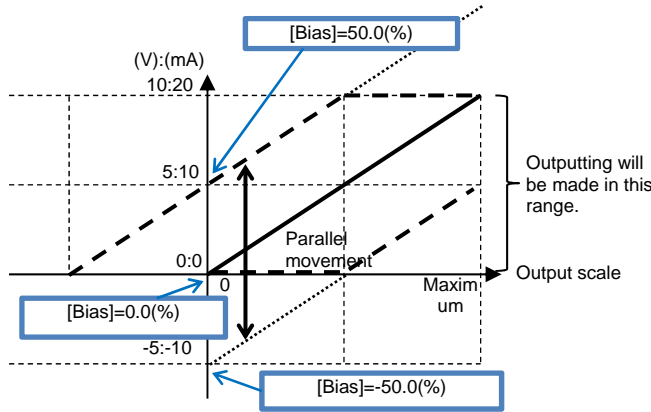 [Bias]=50.0(%)
(V):(mA)
10:20
5:10
Outputting will
be made in this
range.
Parallel
movement
0:0
0
Maxim
um
Output scale
[Bias]=0.0(%)
-5:-10
[Bias]=-50.0(%)